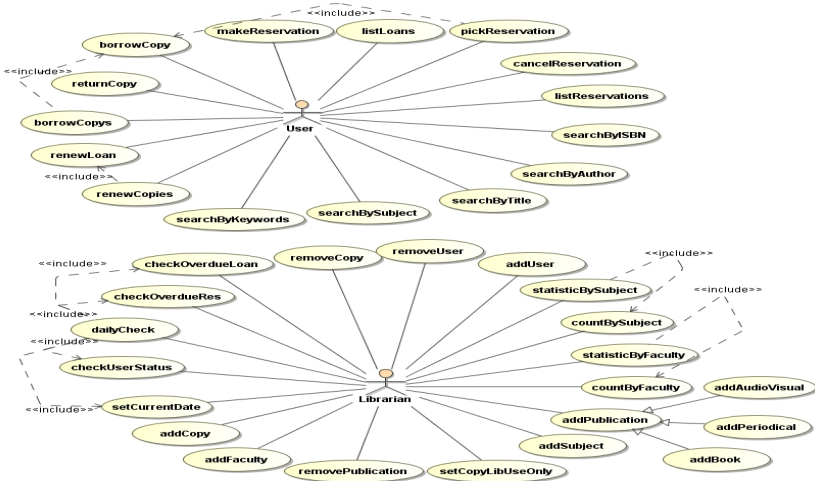 <<include>>
borrowCopy
makeReservation
listLoans
pickReservation
<<include>>
returnCopy
cancelReservation
listReservations
borrowCopys
User
searchByISBN
renewLoan
<<include>>
searchByAuthor
renewCopies
searchByTitle
searchByKeywords
searchBySubject
<<include>>
checkOverdueLoan
removeCopy
removeUser
addUser
<<include>>
statisticBySubject
<<include>>
checkOverdueRes
<<include>>
countBySubject
dailyCheck
<<include>>
statisticByFaculty
checkUserStatus
countByFaculty
addAudioVisual
Librarian
<<include>>
setCurrentDate
addPublication
addPeriodical
addCopy
addSubject
addFaculty
addBook
removePublication
setCopyLibUseOnly